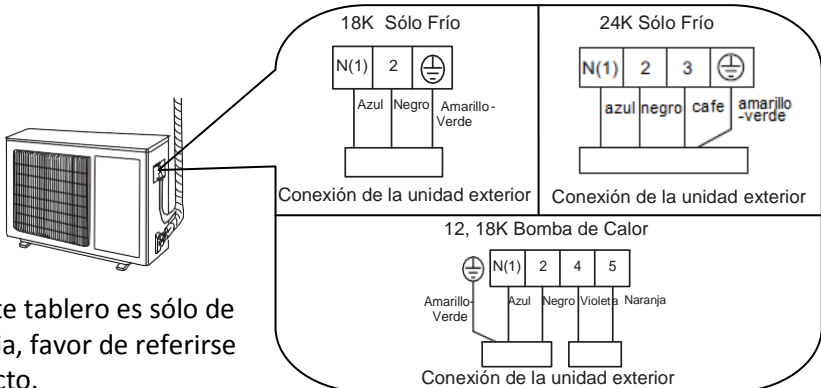 18K Sólo Frío
N(1) 2
Azul Negro Amarillo-
Verde
Conexión de la unidad exterior
24K Sólo Frío
N(1) 2 3
azul negro cafe amarillo
-verde
Conexión de la unidad exterior
12, 18K Bomba de Calor
N(1) 2 4 5
Amarillo-
Verde
Azul Negro Violeta Naranja
Conexión de la unidad exterior
te tablero es sólo de
ia, favor de referirse
cto.